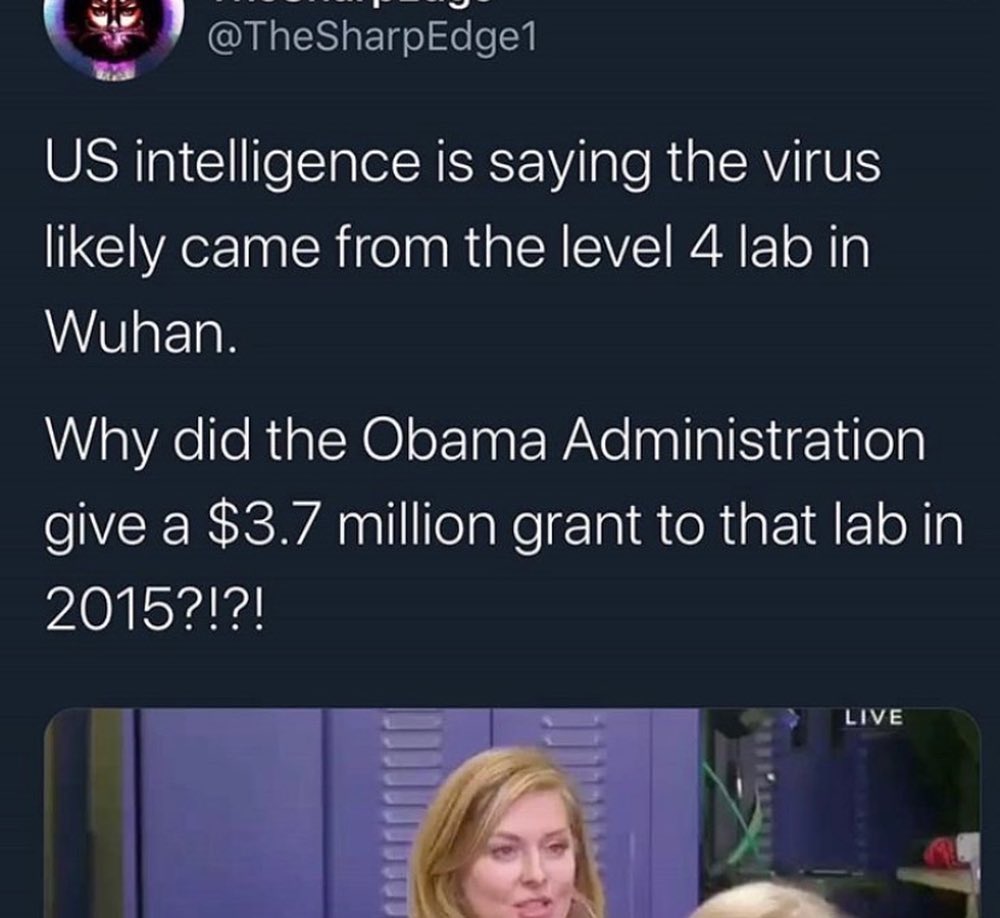 @TheSharpEdge1
US intelligence is saying the virus
likely came from the level 4 lab in
Wuhan.
Why did the Obama Administration
give a $3.7 million grant to that lab in
2015?!?!
LIVE